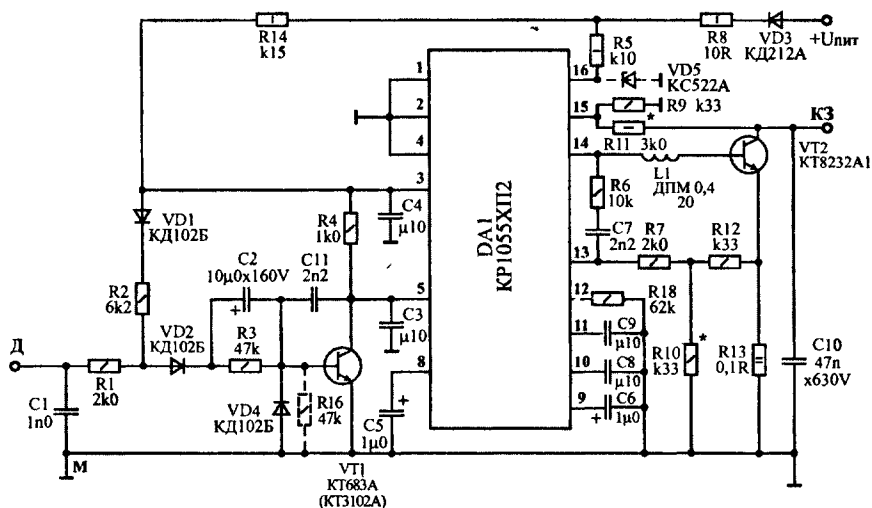 R14
k15
R5
k10
R8
10R
VD3
КД212А
+Uпит
1
2
4
3
5
8
16
15
14
13
12
11
10
9
DA1
КР1055ХП2
VD5
КС522А
R9 k33
*
R11 3k0
КЗ
VT2
КТ8232А1
L1
ДПМ 0,4
20
R6
10k
C7
2n2
R7
2k0
R12
k33
VD1
КД102Б
R4
1k0
C4
µ10
R2
6k2
C2
10µ0x160V
C11
2n2
VD2
КД102Б
R3
47k
C3
µ10
R18
62k
C9
µ10
C8
µ10
C6
1µ0
+
*
R10
k33
R13
0,1R
C10
47n
x630V
Д
R1
2k0
C1
1n0
М
VD4
КД102Б
R16
47k
+
C5
1µ0
+
VT1
КТ683А
(КТ3102А)